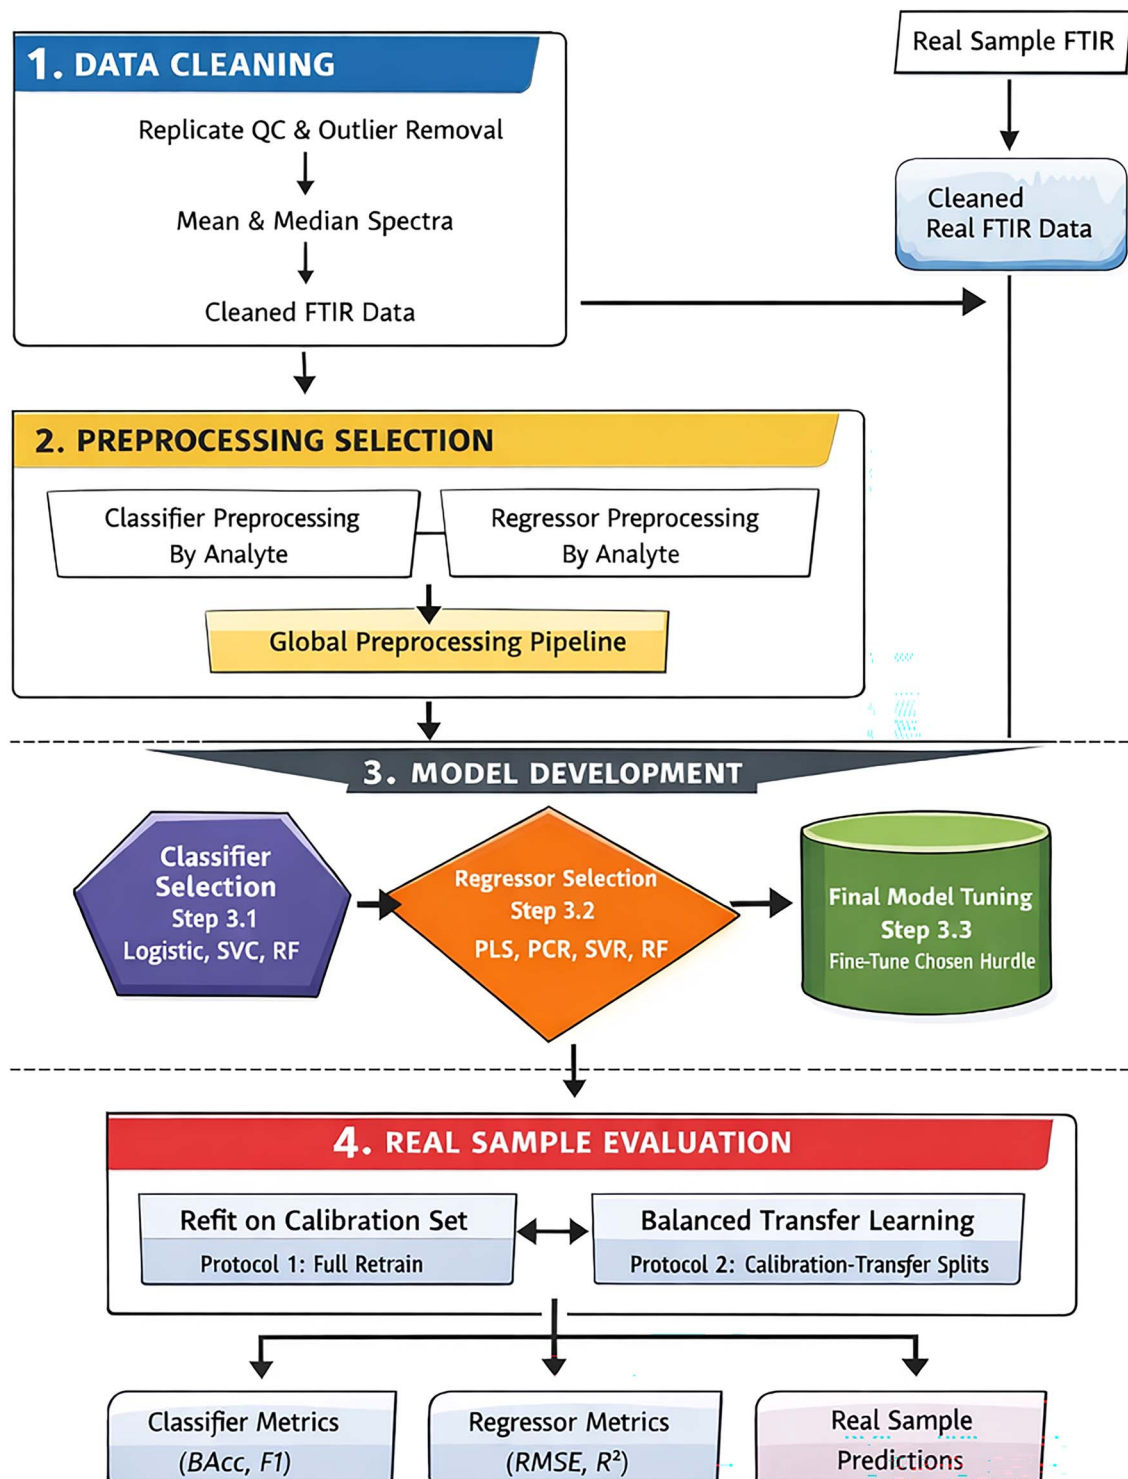 1. DATA CLEANING
Replicate QC & Outlier Removal
Mean & Median Spectra
Cleaned FTIR Data
Real Sample FTIR
Cleaned
Real FTIR Data
2. PREPROCESSING SELECTION
Classifier Preprocessing
By Analyte
Regressor Preprocessing
By Analyte
Global Preprocessing Pipeline
3. MODEL DEVELOPMENT
Classifier
Selection
Step 3.1
Logistic, SVC, RF
Regressor Selection
Step 3.2
PLS, PCR, SVR, RF
Final Model Tuning
Step 3.3
Fine-Tune Chosen Hurdle
4. REAL SAMPLE EVALUATION
Refit on Calibration Set
Protocol 1: Full Retrain
Balanced Transfer Learning
Protocol 2: Calibration-Transfer Splits
Classifier Metrics
(BAcc, F1)
Regressor Metrics
(RMSE, R²)
Real Sample
Predictions